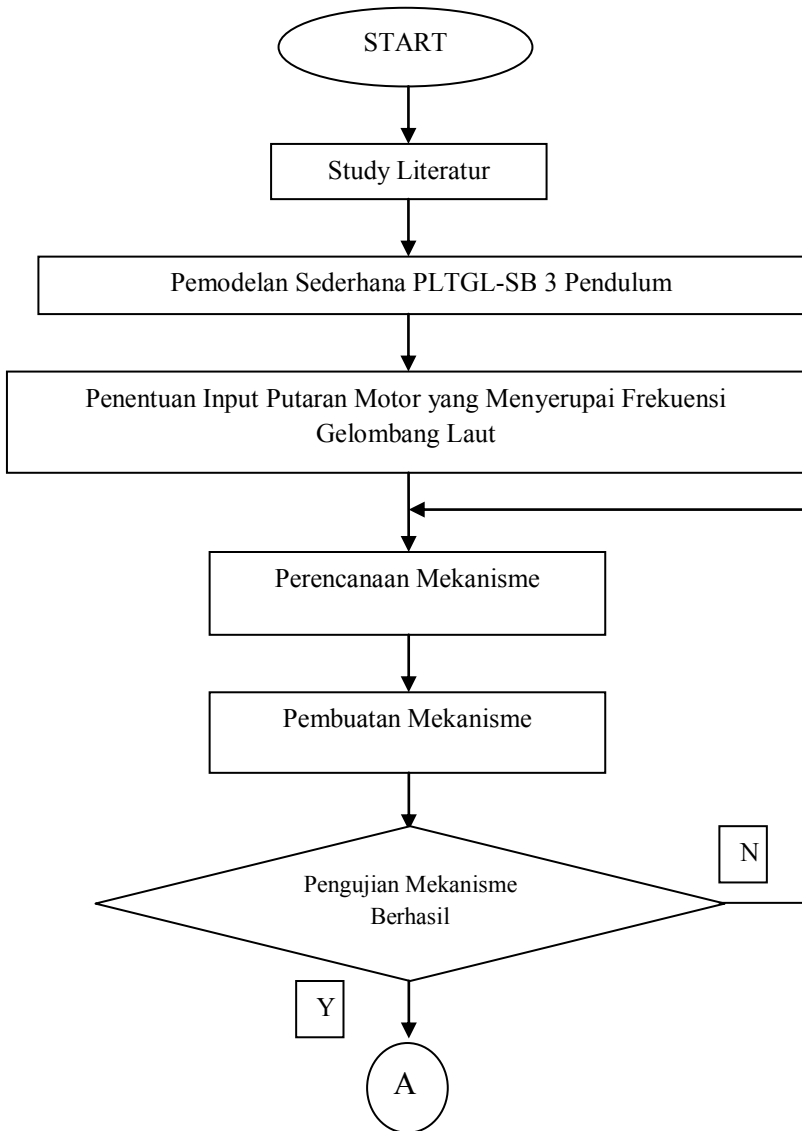 START
Study Literatur
Pemodelan Sederhana PLTGL-SB 3 Pendulum
Penentuan Input Putaran Motor yang Menyerupai Frekuensi
Gelombang Laut
Perencanaan Mekanisme
Pembuatan Mekanisme
Pengujian Mekanisme
Berhasil
N
Y
A